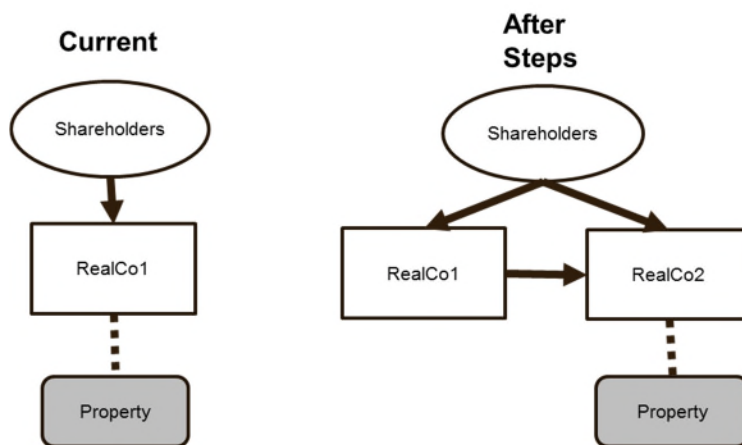 Current
Shareholders
RealCo1
Property
After
Steps
Shareholders
RealCo1
RealCo2
Property